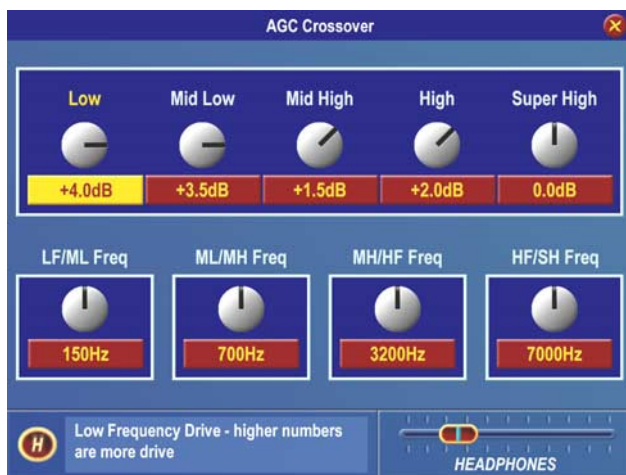 AGC Crossover
Low Mid Low Mid High High Super High
+4.0dB +3.5dB +1.5dB +2.0dB 0.0dB
LF/ML Freq ML/MH Freq MH/HF Freq HF/SH Freq
150Hz 700Hz 3200Hz 7000Hz
H
Low Frequency Drive - higher numbers
are more drive
HEADPHONES